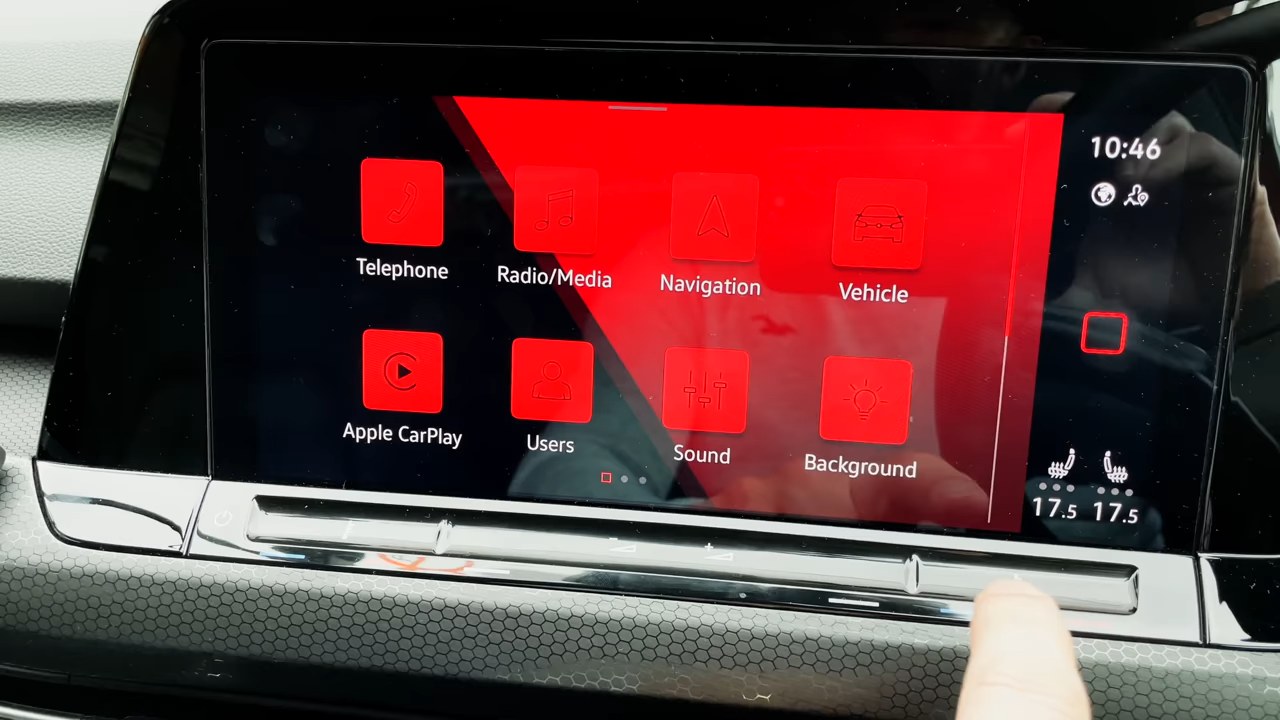 10:46
Telephone
Radio/Media
Navigation
Vehicle
Apple CarPlay
Users
Sound
Background
17.5 17.5